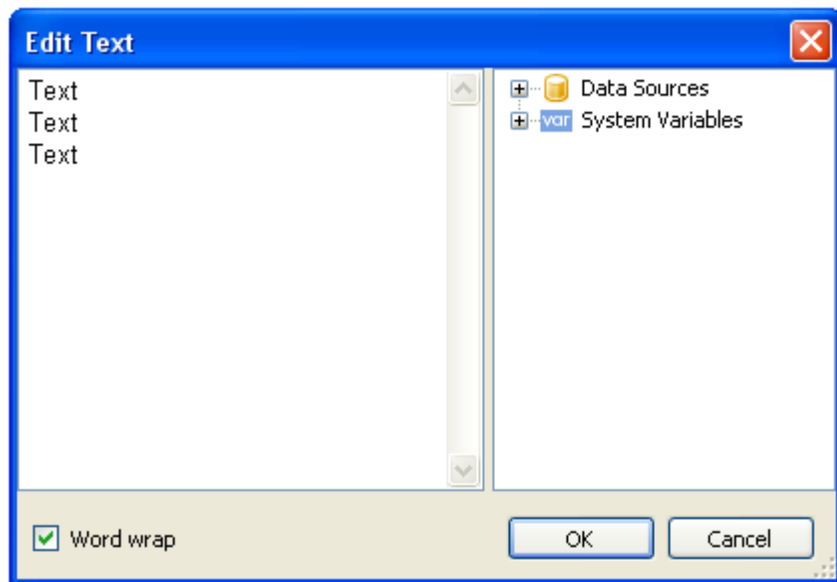 Edit Text
Text
Text
Text
Data Sources
var System Variables
Word wrap
OK
Cancel